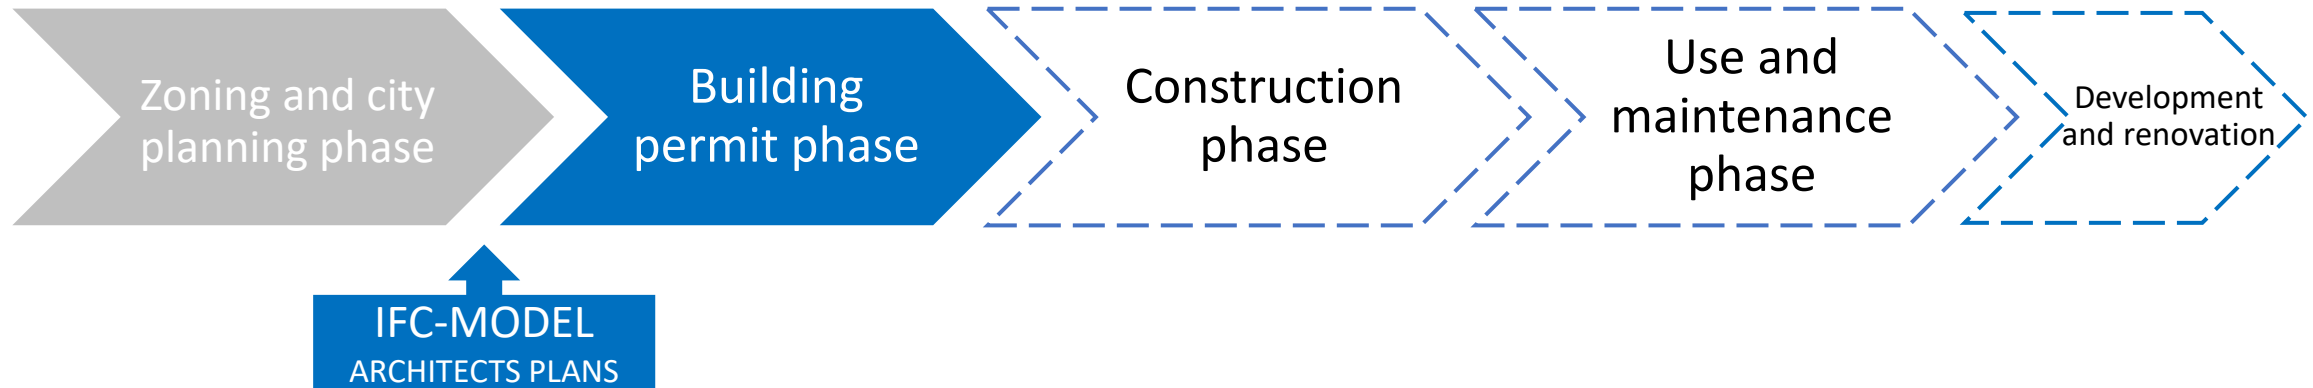 Zoning and city
planning phase
Building
permit phase
Construction
phase
Use and
maintenance
phase
Development
and renovation
IFC-MODEL
ARCHITECTS PLANS